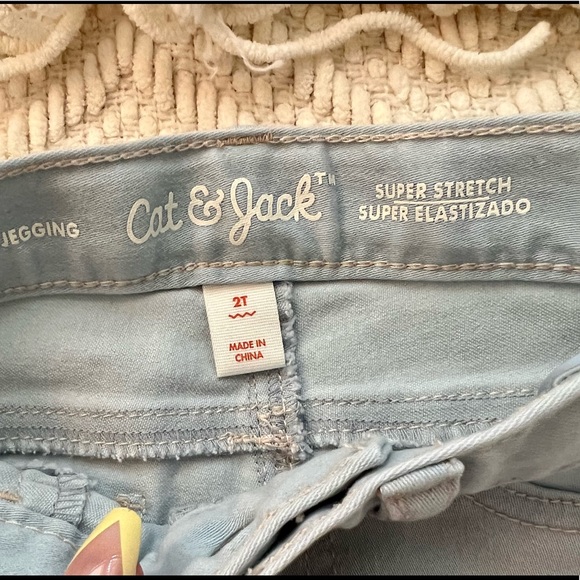 JEGGING
Cat & Jack™
SUPER STRETCH
SUPER ELASTIZADO
2T
MADE IN
CHINA